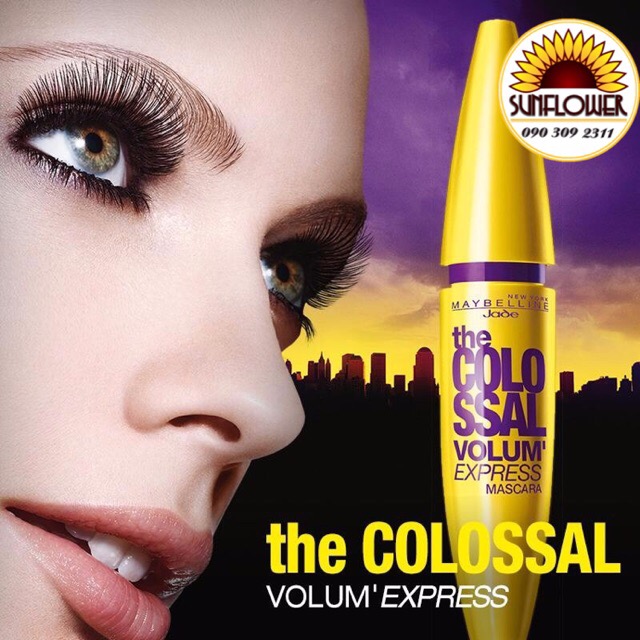 SUNFLOWER
090 309 2311
NEW YORK
MAYBELLINE
Jade
the
COLO
SSAL
VOLUM'
EXPRESS
MASCARA
the COLOSSAL
VOLUM'EXPRESS